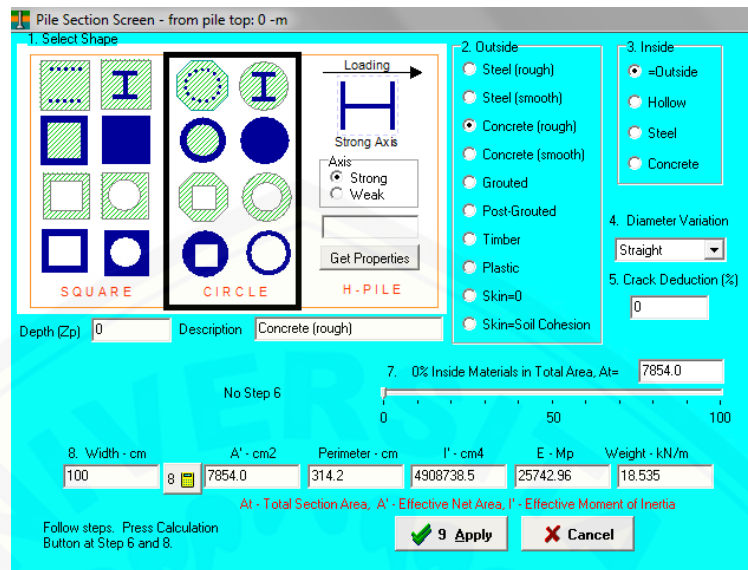 Pile Section Screen - from pile top: 0 -m
1. Select Shape
SQUARE
CIRCLE
Loading
Strong Axis
Axis
Strong
Weak
Get Properties
H-PILE
2. Outside
Steel (rough)
Steel (smooth)
Concrete (rough)
Concrete (smooth)
Grouted
Post-Grouted
Timber
Plastic
Skin=0
Skin=Soil Cohesion
3. Inside
=Outside
Hollow
Steel
Concrete
4. Diameter Variation
Straight
5. Crack Deduction (%)
0
Depth (Zp) 0 Description Concrete (rough)
No Step 6
7. 0% Inside Materials in Total Area, At= 7854.0
0 50 100
8. Width - cm A' - cm2 Perimeter - cm I' - cm4 E - Mp Weight - kN/m
100 8 7854.0 314.2 4908738.5 25742.96 18.535
At - Total Section Area, A' - Effective Net Area, I' - Effective Moment of Inertia
Follow steps. Press Calculation
Button at Step 6 and 8.
9 Apply
Cancel